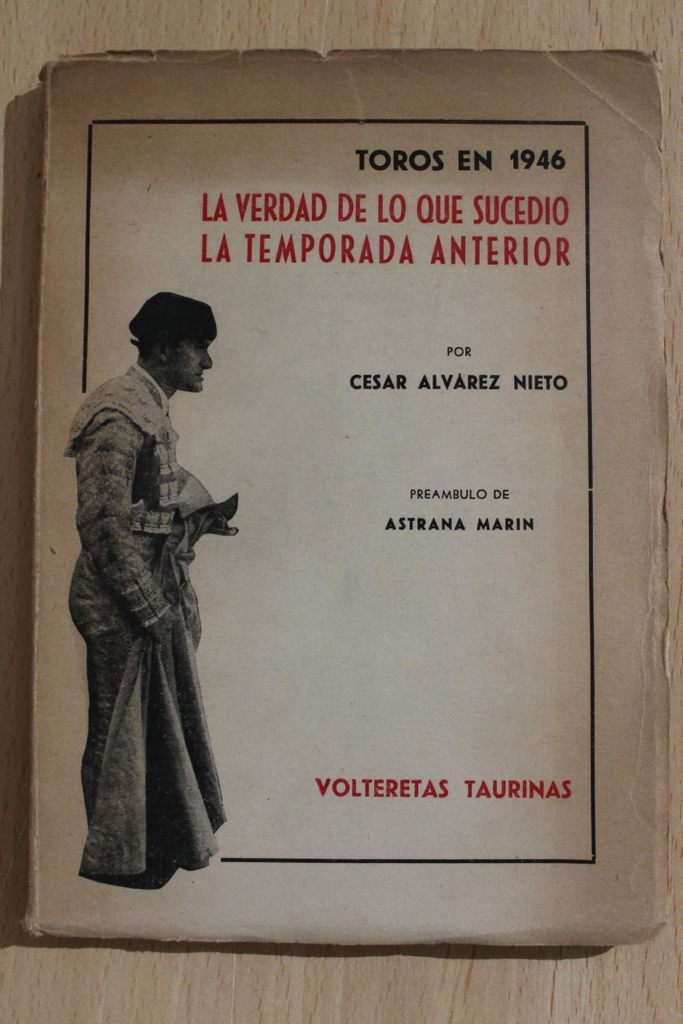 TOROS EN 1946
LA VERDAD DE LO QUE SUCEDIO
LA TEMPORADA ANTERIOR
POR
CESAR ALVÁREZ NIETO
PREAMBULO DE
ASTRANA MARIN
VOLTERETAS TAURINAS